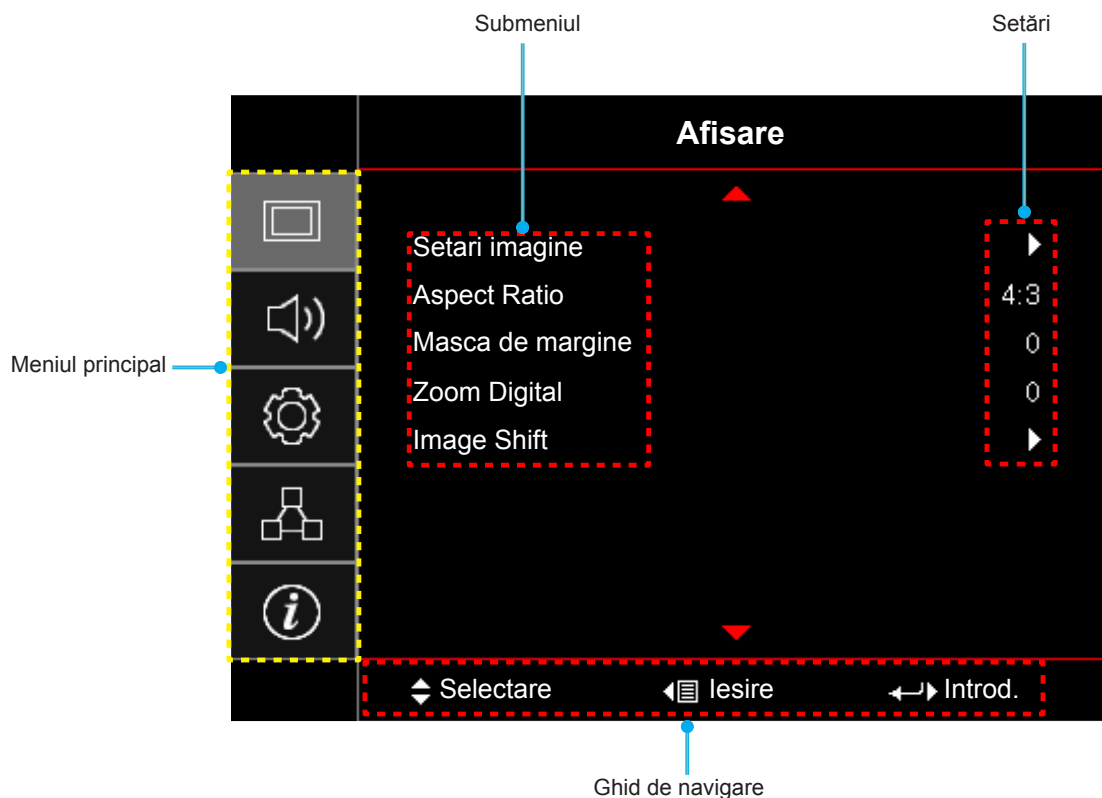 Submeniul
Setări
Afisare
Setari imagine
Aspect Ratio 4:3
Masca de margine 0
Zoom Digital 0
Image Shift
Meniul principal
Selectare Iesire Introd.
Ghid de navigare